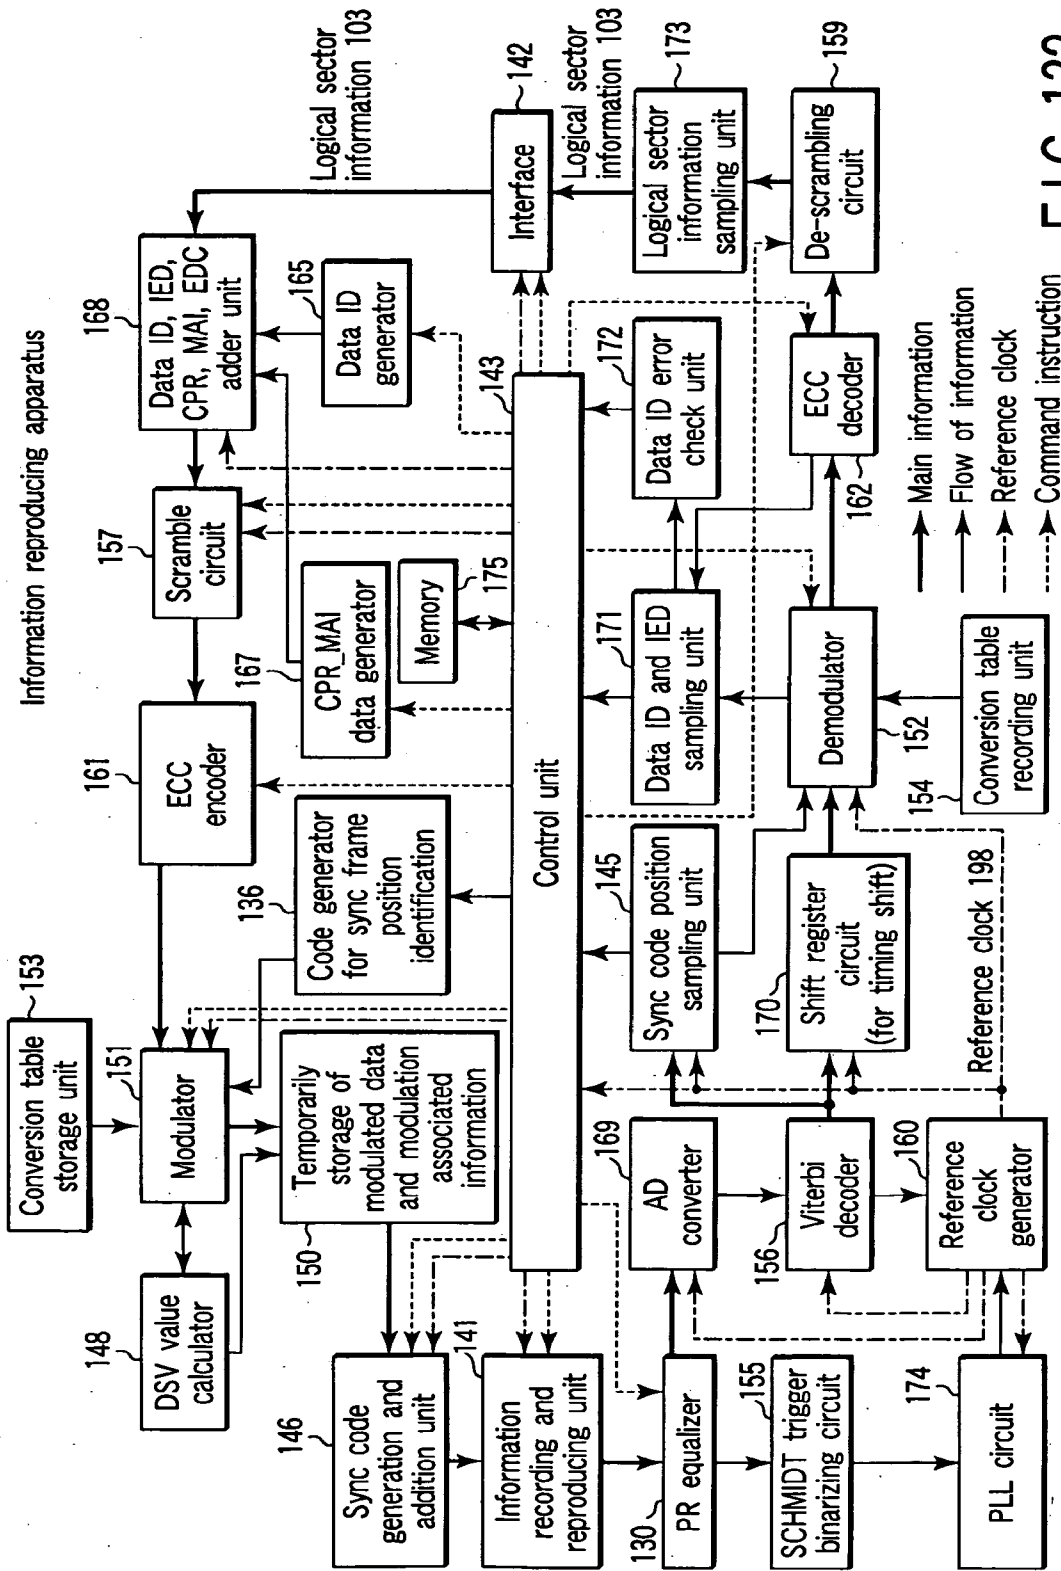 Information reproducing apparatus
153
Conversion table
storage unit
148
DSV value
calculator
151
Modulator
161
ECC
encoder
157
Scramble
circuit
168
Data ID, IED,
CPR, MAI, EDC
adder unit
Logical sector
information 103
146
Sync code
generation and
addition unit
150
Temporarily
storage of
modulated data
and modulation
associated
information
136
Code generator
for sync frame
position
identification
167
CPR_MAI
data generator
165
Data ID
generator
175
Memory
141
Information
recording and
reproducing unit
143
Control unit
142
Interface
Logical sector
information 103
130
PR equalizer
169
AD
converter
145
Sync code position
sampling unit
171
Data ID and IED
sampling unit
172
Data ID error
check unit
173
Logical sector
information
sampling unit
155
SCHMIDT trigger
binarizing circuit
156
Viterbi
decoder
170
Shift register
circuit
(for timing shift)
152
Demodulator
162
ECC
decoder
159
De-scrambling
circuit
174
PLL circuit
160
Reference
clock
generator
Reference clock 198
154
Conversion table
recording unit
Main information
Flow of information
Reference clock
Command instruction